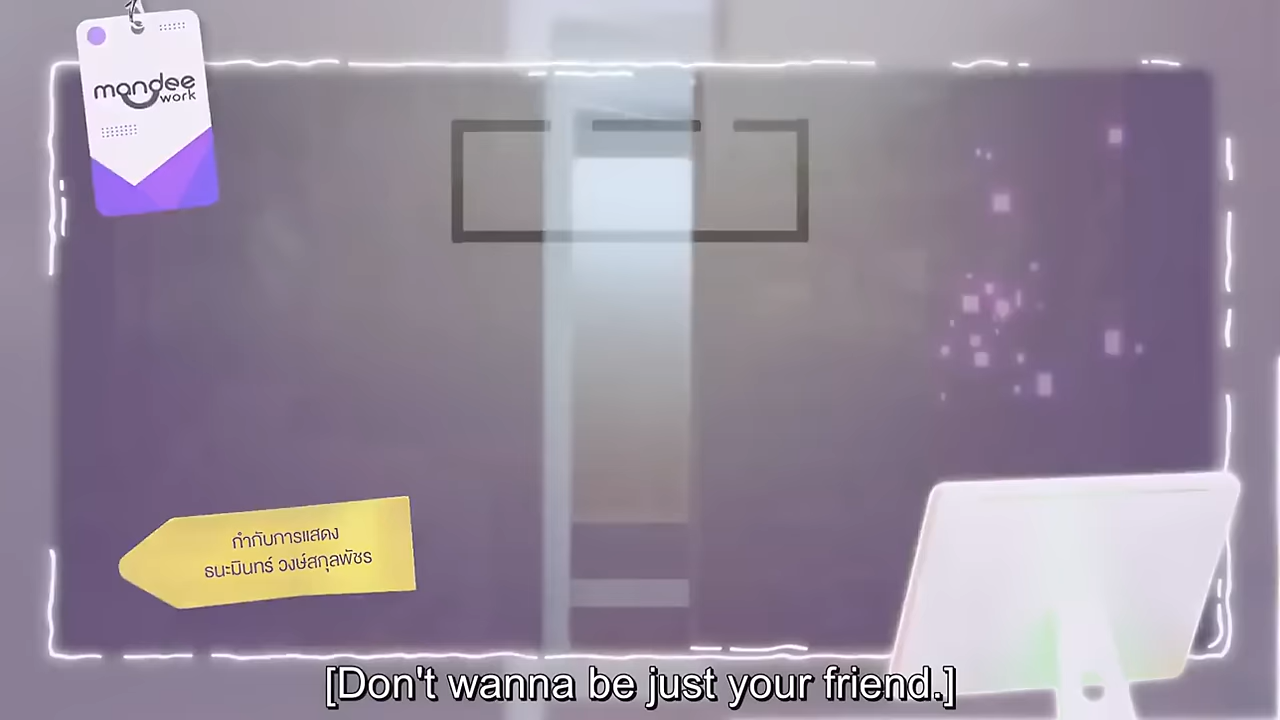 mandee
work
กำกับการแสดง
ธนะมินทร์ วงษ์สกุลพัชร
[Don't wanna be just your friend.]